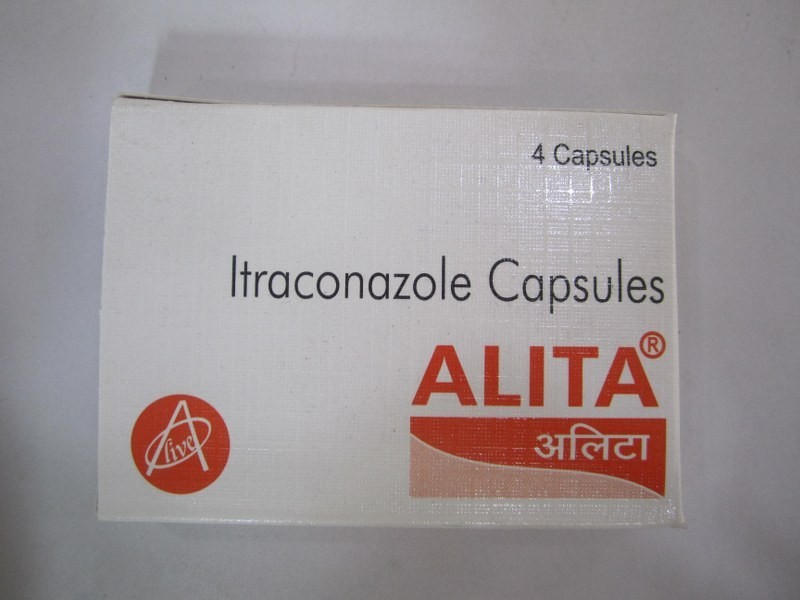 4 Capsules
Itraconazole Capsules
ALITA®
अलिटा
Alive